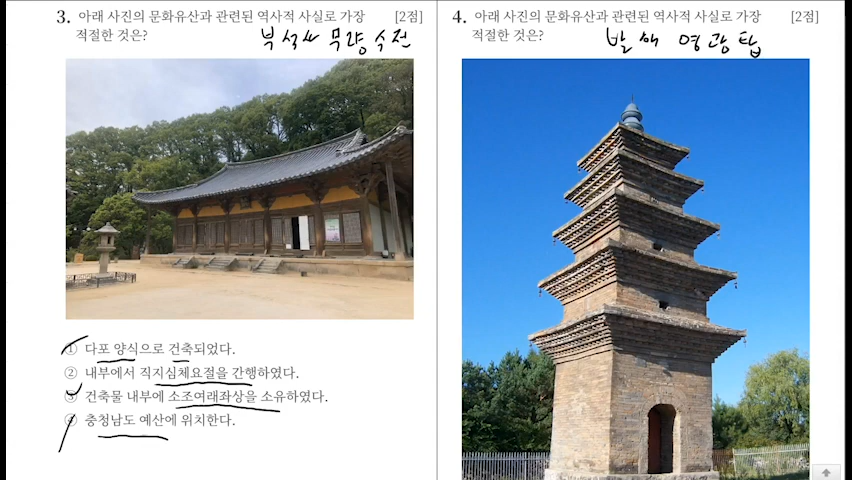 3. 아래 사진의 문화유산과 관련된 역사적 사실로 가장 [2점]
적절한 것은?
부석사 무량수전
① 다포 양식으로 건축되었다.
② 내부에서 직지심체요절을 간행하였다.
③ 건축물 내부에 소조여래좌상을 소유하였다.
④ 충청남도 예산에 위치한다.
4. 아래 사진의 문화유산과 관련된 역사적 사실로 가장 [2점]
적절한 것은?
발해 영광탑